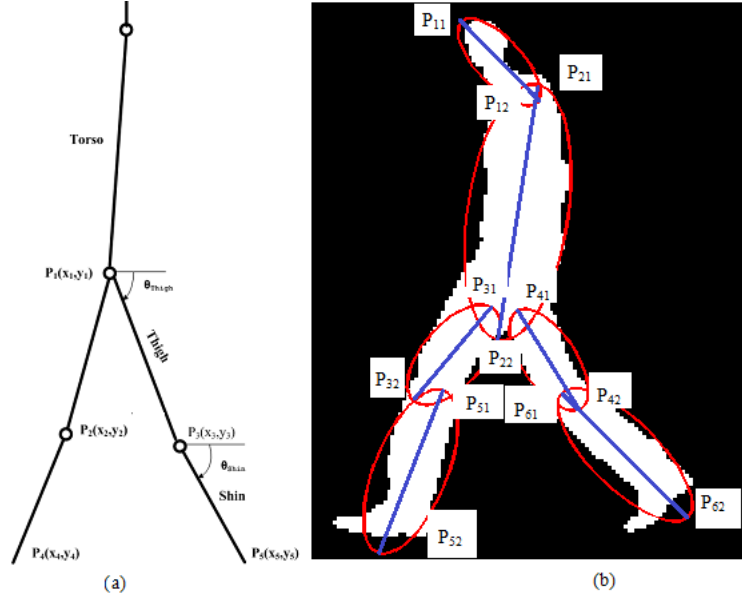 Torso
P1(x1,y1)
θThigh
Thigh
P2(x2,y2)
P3(x3,y3)
θShin
Shin
P4(x4,y4)
P5(x5,y5)
(a)
P11
P21
P12
P31
P41
P22
P32
P51
P61
P42
P62
P52
(b)